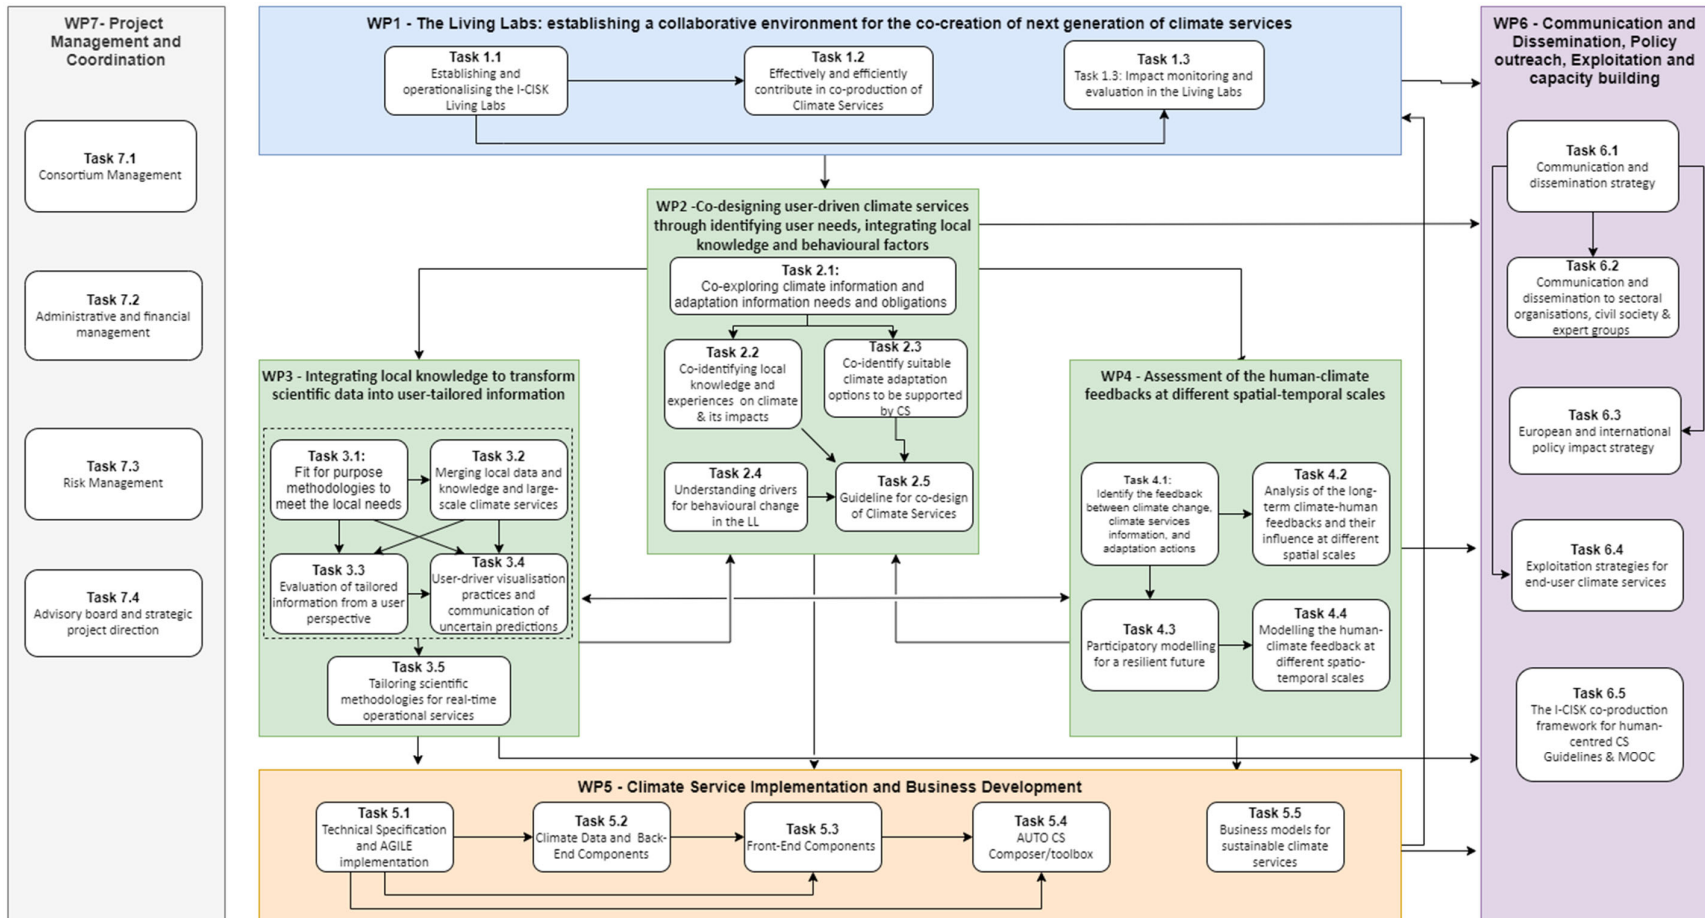 WP7- Project
Management and
Coordination
Task 7.1
Consortium Management
Task 7.2
Administrative and financial
management
Task 7.3
Risk Management
Task 7.4
Advisory board and strategic
project direction
WP1 - The Living Labs: establishing a collaborative environment for the co-creation of next generation of climate services
Task 1.1
Establishing and
operationalising the I-CISK
Living Labs
Task 1.2
Effectively and efficiently
contribute in co-production of
Climate Services
Task 1.3
Task 1.3: Impact monitoring and
evaluation in the Living Labs
WP2 -Co-designing user-driven climate services
through identifying user needs, integrating local
knowledge and behavioural factors
Task 2.1:
Co-exploring climate information and
adaptation information needs and obligations
Task 2.2
Co-identifying local
knowledge and
experiences on climate
& its impacts
Task 2.3
Co-identify suitable
climate adaptation
options to be supported
by CS
Task 2.4
Understanding drivers
for behavioural change
in the LL
Task 2.5
Guideline for co-design
of Climate Services
WP3 - Integrating local knowledge to transform
scientific data into user-tailored information
Task 3.1:
Fit for purpose
methodologies to
meet the local needs
Task 3.2
Merging local data and
knowledge and large-
scale climate services
Task 3.3
Evaluation of tailored
information from a user
perspective
Task 3.4
User-driver visualisation
practices and
communication of
uncertain predictions
Task 3.5
Tailoring scientific
methodologies for real-time
operational services
WP4 - Assessment of the human-climate
feedbacks at different spatial-temporal scales
Task 4.1:
Identify the feedback
between climate change,
climate services
information, and
adaptation actions
Task 4.2
Analysis of the long-
term climate-human
feedbacks and their
influence at different
spatial scales
Task 4.3
Participatory modelling
for a resilient future
Task 4.4
Modelling the human-
climate feedback at
different spatio-
temporal scales
WP5 - Climate Service Implementation and Business Development
Task 5.1
Technical Specification
and AGILE
implementation
Task 5.2
Climate Data and Back-
End Components
Task 5.3
Front-End Components
Task 5.4
AUTO CS
Composer/toolbox
Task 5.5
Business models for
sustainable climate
services
WP6 - Communication and
Dissemination, Policy
outreach, Exploitation and
capacity building
Task 6.1
Communication and
dissemination strategy
Task 6.2
Communication and
dissemination to sectoral
organisations, civil society &
expert groups
Task 6.3
European and international
policy impact strategy
Task 6.4
Exploitation strategies for
end-user climate services
Task 6.5
The I-CISK co-production
framework for human-
centred CS
Guidelines & MOOC